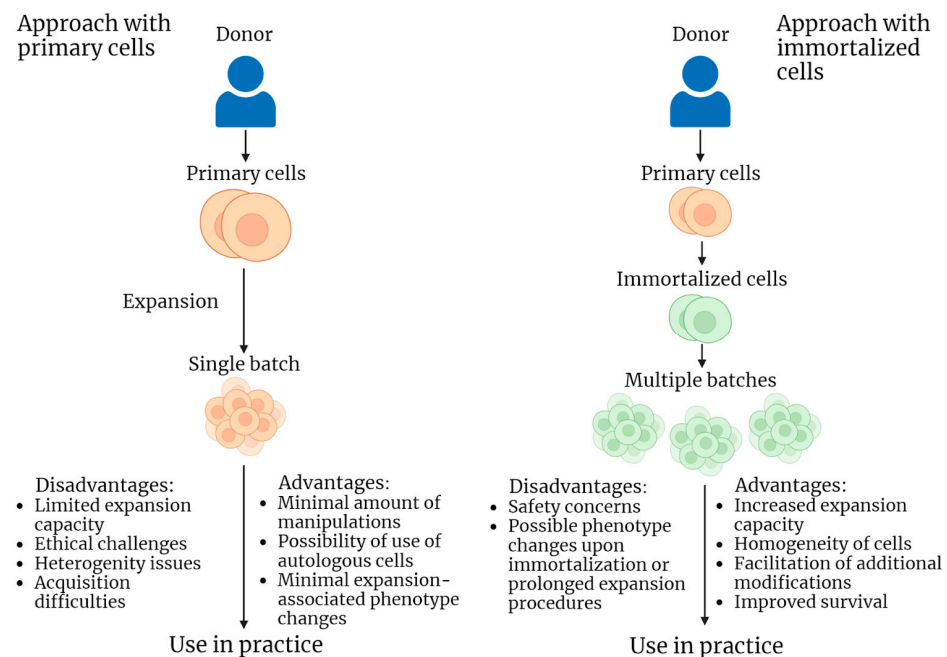 Approach with
primary cells
Donor
Primary cells
Expansion
Single batch
Disadvantages:
• Limited expansion
capacity
• Ethical challenges
• Heterogenity issues
• Acquisition
difficulties
Advantages:
• Minimal amount of
manipulations
• Possibility of use of
autologous cells
• Minimal expansion-
associated phenotype
changes
Use in practice
Approach with
immortalized
cells
Donor
Primary cells
Immortalized cells
Multiple batches
Disadvantages:
• Safety concerns
• Possible phenotype
changes upon
immortalization or
prolonged expansion
procedures
Advantages:
• Increased expansion
capacity
• Homogeneity of cells
• Facilitation of additional
modifications
• Improved survival
Use in practice